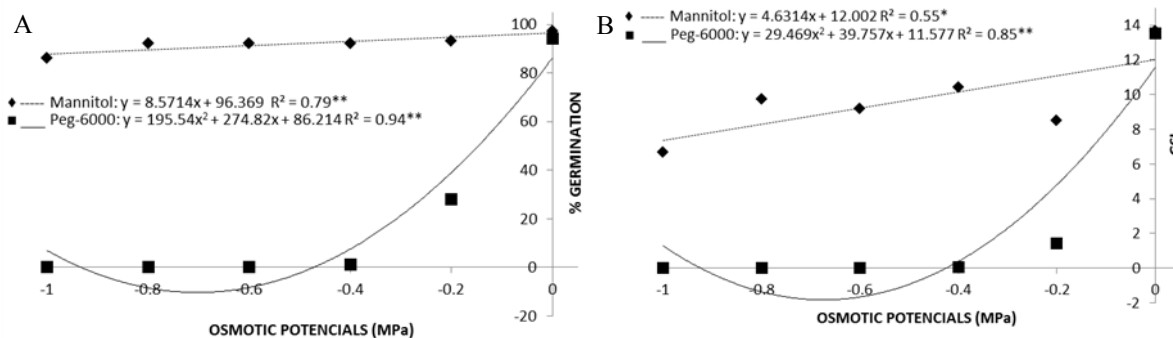 A
100
80
60
40
20
0
-20
% GERMINATION
Mannitol: y = 8.5714x + 96.369 R² = 0.79**
Peg-6000: y = 195.54x² + 274.82x + 86.214 R² = 0.94**
-1 -0.8 -0.6 -0.4 -0.2 0
OSMOTIC POTENCIALS (MPa)
B
Mannitol: y = 4.6314x + 12.002 R² = 0.55*
Peg-6000: y = 29.469x² + 39.757x + 11.577 R² = 0.85**
14
12
10
8
6
4
2
0
-2
-1 -0.8 -0.6 -0.4 -0.2 0
OSMOTIC POTENCIALS (MPa)